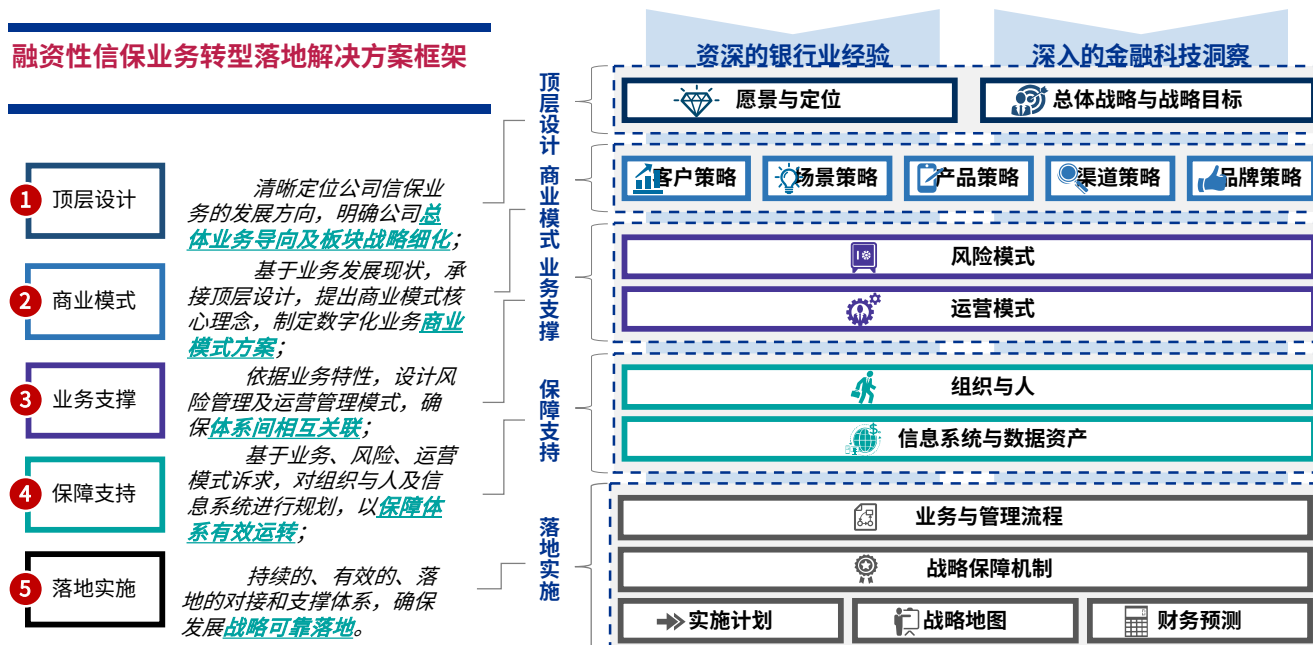 融资性信保业务转型落地解决方案框架
资深的银行业经验
深入的金融科技洞察
1
顶层设计
清晰定位公司信保业
务的发展方向，明确公司总
体业务导向及板块战略细化；
2
商业模式
基于业务发展现状，承
接顶层设计，提出商业模式核
心理念，制定数字化业务商业
模式方案；
3
业务支撑
依据业务特性，设计风
险管理及运营管理模式，确
保体系间相互关联；
4
保障支持
基于业务、风险、运营
模式诉求，对组织与人及信
息系统进行规划，以保障体
系有效运转；
5
落地实施
持续的、有效的、落
地的对接和支撑体系，确保
发展战略可靠落地。
顶层设计
愿景与定位
总体战略与战略目标
商业模式
客户策略
场景策略
产品策略
渠道策略
品牌策略
业务支撑
风险模式
运营模式
保障支持
组织与人
信息系统与数据资产
落地实施
业务与管理流程
战略保障机制
实施计划
战略地图
财务预测